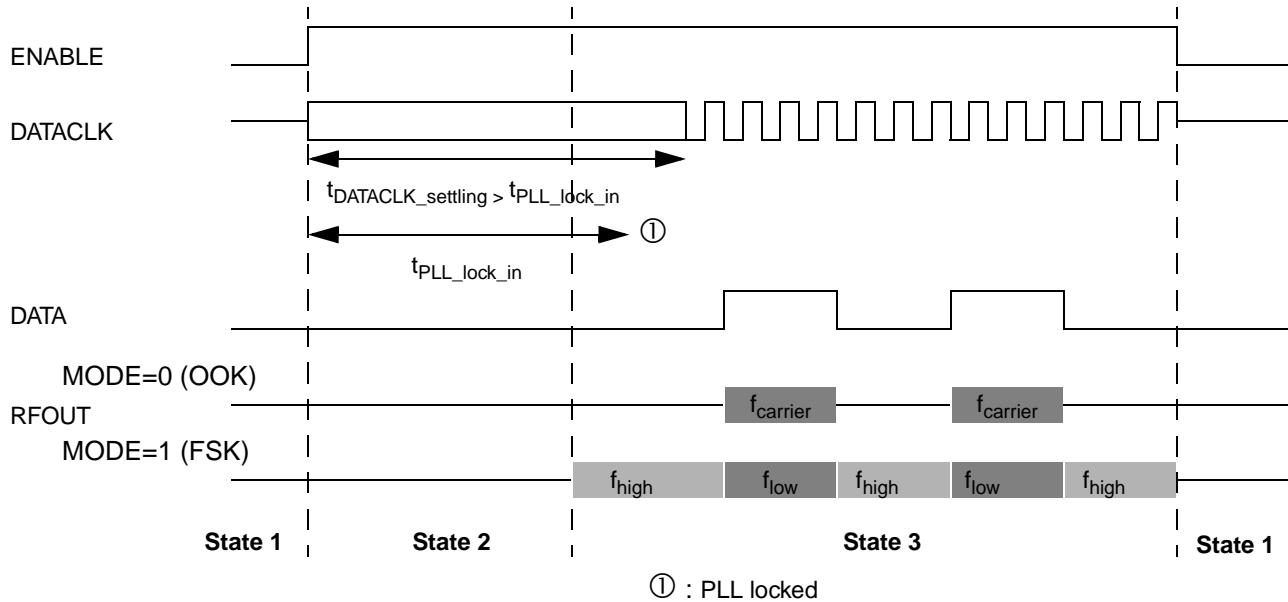 ENABLE
DATACLK
tDATACLK_settling > tPLL_lock_in
①
tPLL_lock_in
DATA
MODE=0 (OOK)
fcarrier fcarrier
RFOUT
MODE=1 (FSK)
fhigh flow fhigh flow fhigh
State 1 State 2 State 3 State 1
① : PLL locked